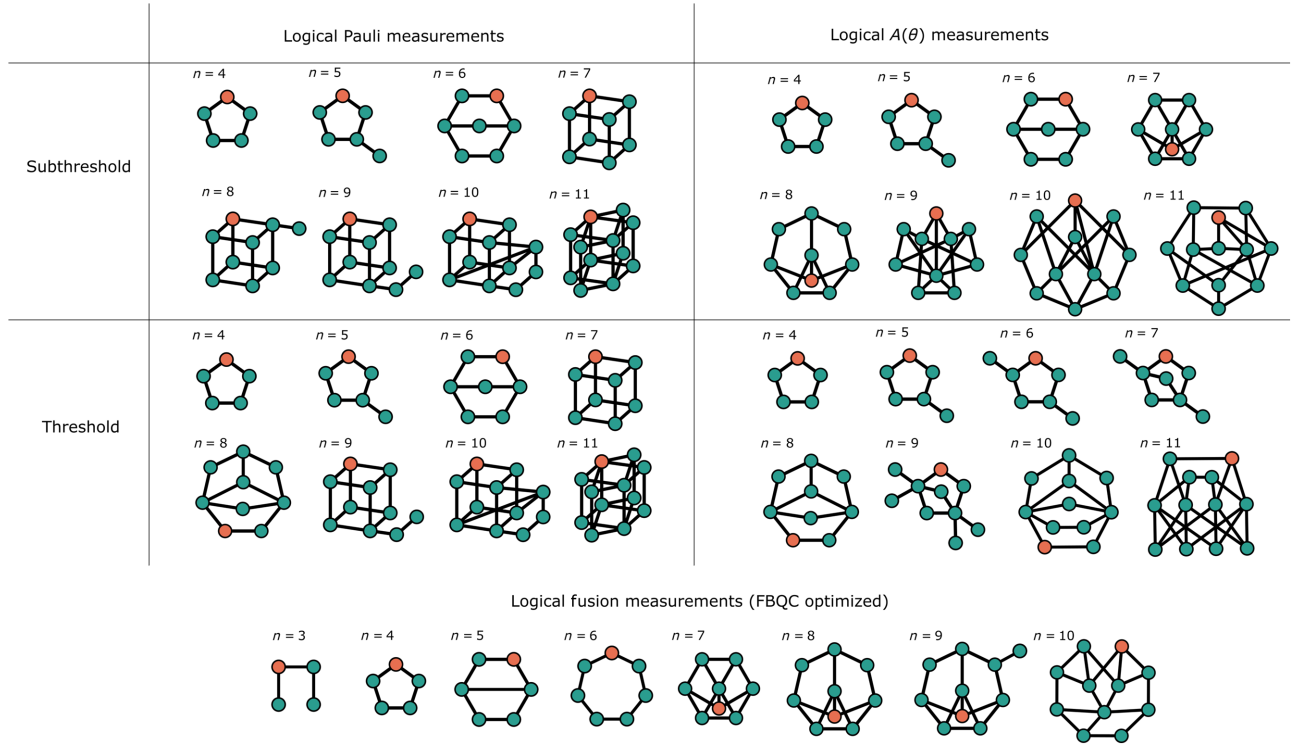 Logical Pauli measurements
Logical A(θ) measurements
Subthreshold
n = 4
n = 5
n = 6
n = 7
n = 8
n = 9
n = 10
n = 11
n = 4
n = 5
n = 6
n = 7
n = 8
n = 9
n = 10
n = 11
Threshold
n = 4
n = 5
n = 6
n = 7
n = 8
n = 9
n = 10
n = 11
n = 4
n = 5
n = 6
n = 7
n = 8
n = 9
n = 10
n = 11
Logical fusion measurements (FBQC optimized)
n = 3
n = 4
n = 5
n = 6
n = 7
n = 8
n = 9
n = 10